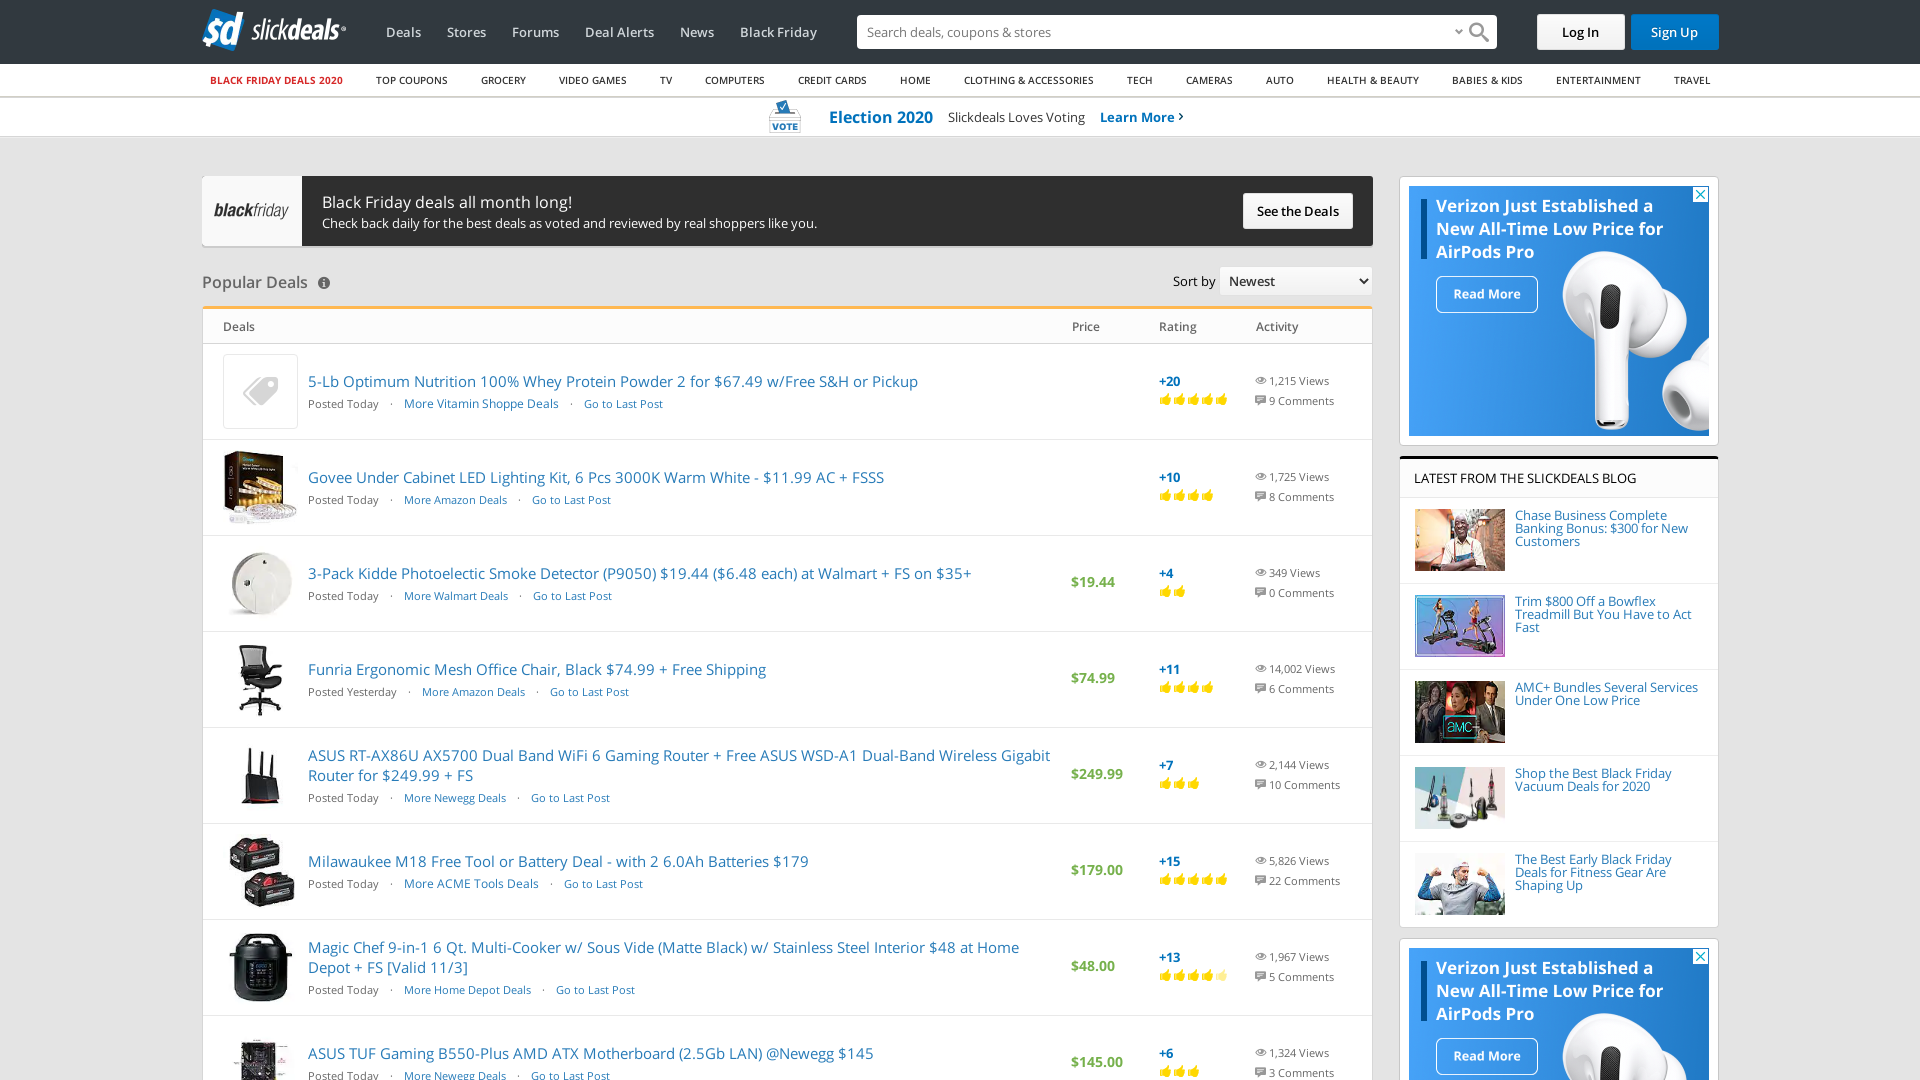 sd slickdeals
Deals Stores Forums Deal Alerts News Black Friday
Search deals, coupons & stores
Log In
Sign Up
BLACK FRIDAY DEALS 2020 TOP COUPONS GROCERY VIDEO GAMES TV COMPUTERS CREDIT CARDS HOME CLOTHING & ACCESSORIES TECH CAMERAS AUTO HEALTH & BEAUTY BABIES & KIDS ENTERTAINMENT TRAVEL
VOTE
Election 2020 Slickdeals Loves Voting Learn More
blackfriday
Black Friday deals all month long!
Check back daily for the best deals as voted and reviewed by real shoppers like you.
See the Deals
Popular Deals
Sort by Newest
Deals Price Rating Activity
5-Lb Optimum Nutrition 100% Whey Protein Powder 2 for $67.49 w/Free S&H or Pickup
Posted Today · More Vitamin Shoppe Deals · Go to Last Post
+20
1,215 Views
9 Comments
Govee Under Cabinet LED Lighting Kit, 6 Pcs 3000K Warm White - $11.99 AC + FSSS
Posted Today · More Amazon Deals · Go to Last Post
+10
1,725 Views
8 Comments
3-Pack Kidde Photoelectic Smoke Detector (P9050) $19.44 ($6.48 each) at Walmart + FS on $35+
Posted Today · More Walmart Deals · Go to Last Post
$19.44
+4
349 Views
0 Comments
Funria Ergonomic Mesh Office Chair, Black $74.99 + Free Shipping
Posted Yesterday · More Amazon Deals · Go to Last Post
$74.99
+11
14,002 Views
6 Comments
ASUS RT-AX86U AX5700 Dual Band WiFi 6 Gaming Router + Free ASUS WSD-A1 Dual-Band Wireless Gigabit
Router for $249.99 + FS
Posted Today · More Newegg Deals · Go to Last Post
$249.99
+7
2,144 Views
10 Comments
Milawaukee M18 Free Tool or Battery Deal - with 2 6.0Ah Batteries $179
Posted Today · More ACME Tools Deals · Go to Last Post
$179.00
+15
5,826 Views
22 Comments
Magic Chef 9-in-1 6 Qt. Multi-Cooker w/ Sous Vide (Matte Black) w/ Stainless Steel Interior $48 at Home
Depot + FS [Valid 11/3]
Posted Today · More Home Depot Deals · Go to Last Post
$48.00
+13
1,967 Views
5 Comments
ASUS TUF Gaming B550-Plus AMD ATX Motherboard (2.5Gb LAN) @Newegg $145
Posted Today · More Newegg Deals · Go to Last Post
$145.00
+6
1,324 Views
3 Comments
Verizon Just Established a
New All-Time Low Price for
AirPods Pro
Read More
LATEST FROM THE SLICKDEALS BLOG
Chase Business Complete
Banking Bonus: $300 for New
Customers
Trim $800 Off a Bowflex
Treadmill But You Have to Act
Fast
AMC+
AMC+ Bundles Several Services
Under One Low Price
Shop the Best Black Friday
Vacuum Deals for 2020
The Best Early Black Friday
Deals for Fitness Gear Are
Shaping Up
Verizon Just Established a
New All-Time Low Price for
AirPods Pro
Read More